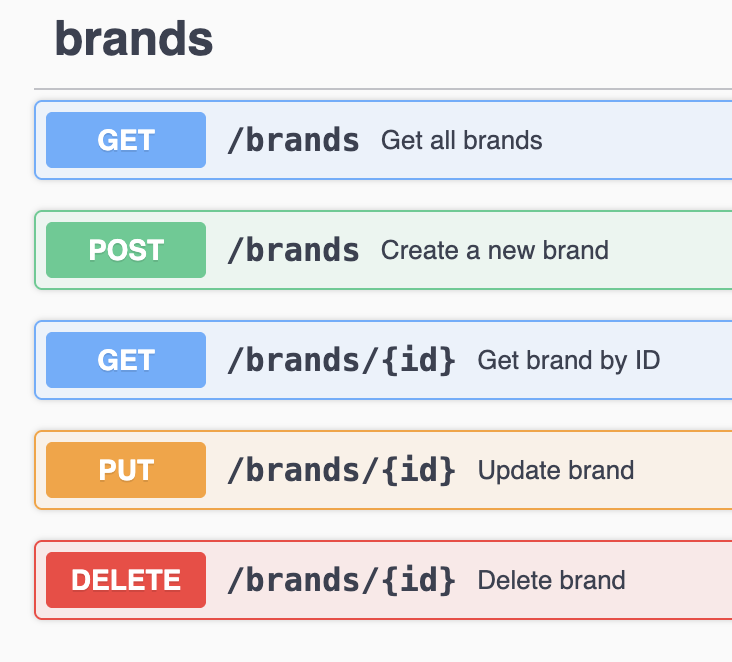 brands
GET /brands Get all brands
POST /brands Create a new brand
GET /brands/{id} Get brand by ID
PUT /brands/{id} Update brand
DELETE /brands/{id} Delete brand